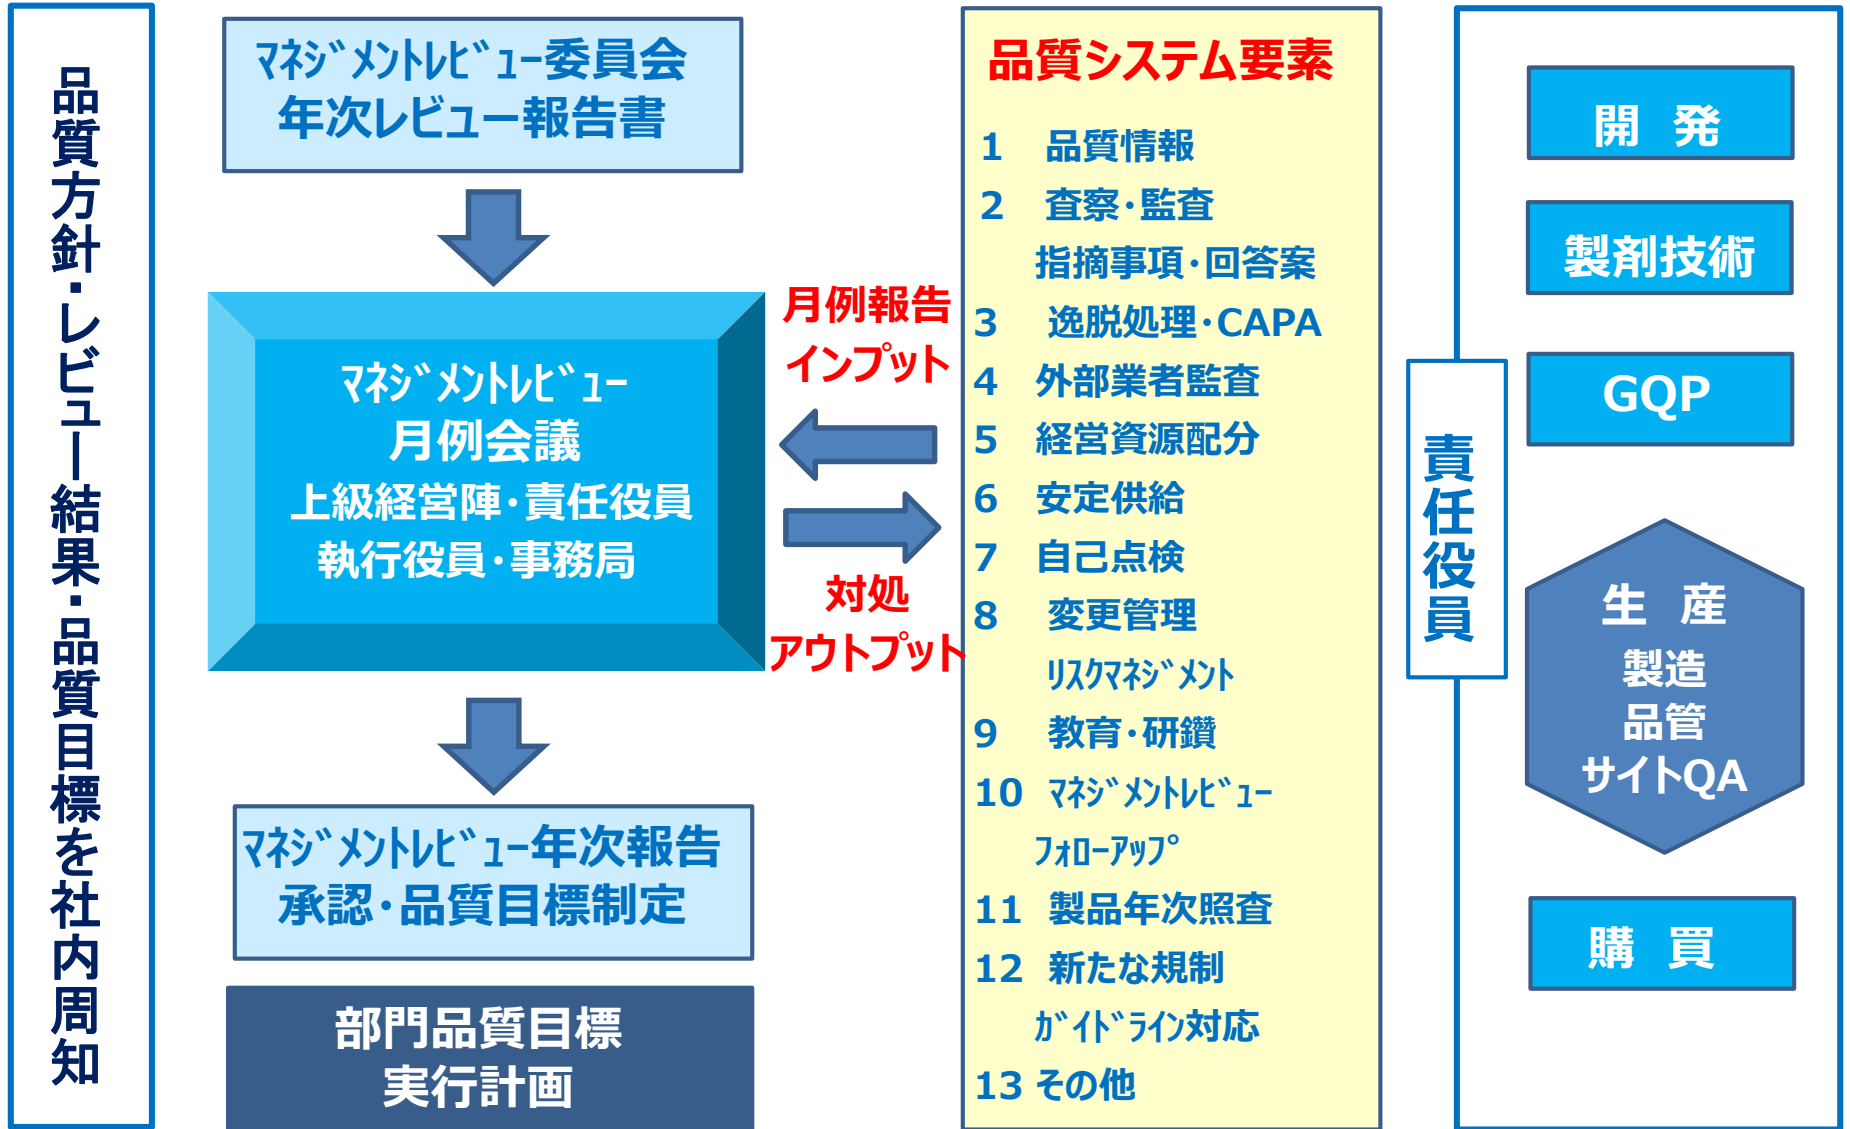 品質方針・レビュー結果・品質目標を社内周知
ﾏﾈｼﾞﾒﾝﾄﾚﾋﾞｭｰ委員会
年次レビュー報告書
ﾏﾈｼﾞﾒﾝﾄﾚﾋﾞｭｰ
月例会議
上級経営陣・責任役員
執行役員・事務局
ﾏﾈｼﾞﾒﾝﾄﾚﾋﾞｭｰ年次報告
承認・品質目標制定
部門品質目標
実行計画
月例報告
インプット
対処
アウトプット
品質システム要素
1 品質情報
2 査察・監査
指摘事項・回答案
3 逸脱処理・CAPA
4 外部業者監査
5 経営資源配分
6 安定供給
7 自己点検
8 変更管理
ﾘｽｸﾏﾈｼﾞﾒﾝﾄ
9 教育・研鑽
10 ﾏﾈｼﾞﾒﾝﾄﾚﾋﾞｭｰ
ﾌｫﾛｰｱｯﾌﾟ
11 製品年次照査
12 新たな規制
ｶﾞｲﾄﾞﾗｲﾝ対応
13 その他
責任役員
開 発
製剤技術
GQP
生 産
製造
品管
サイトQA
購 買